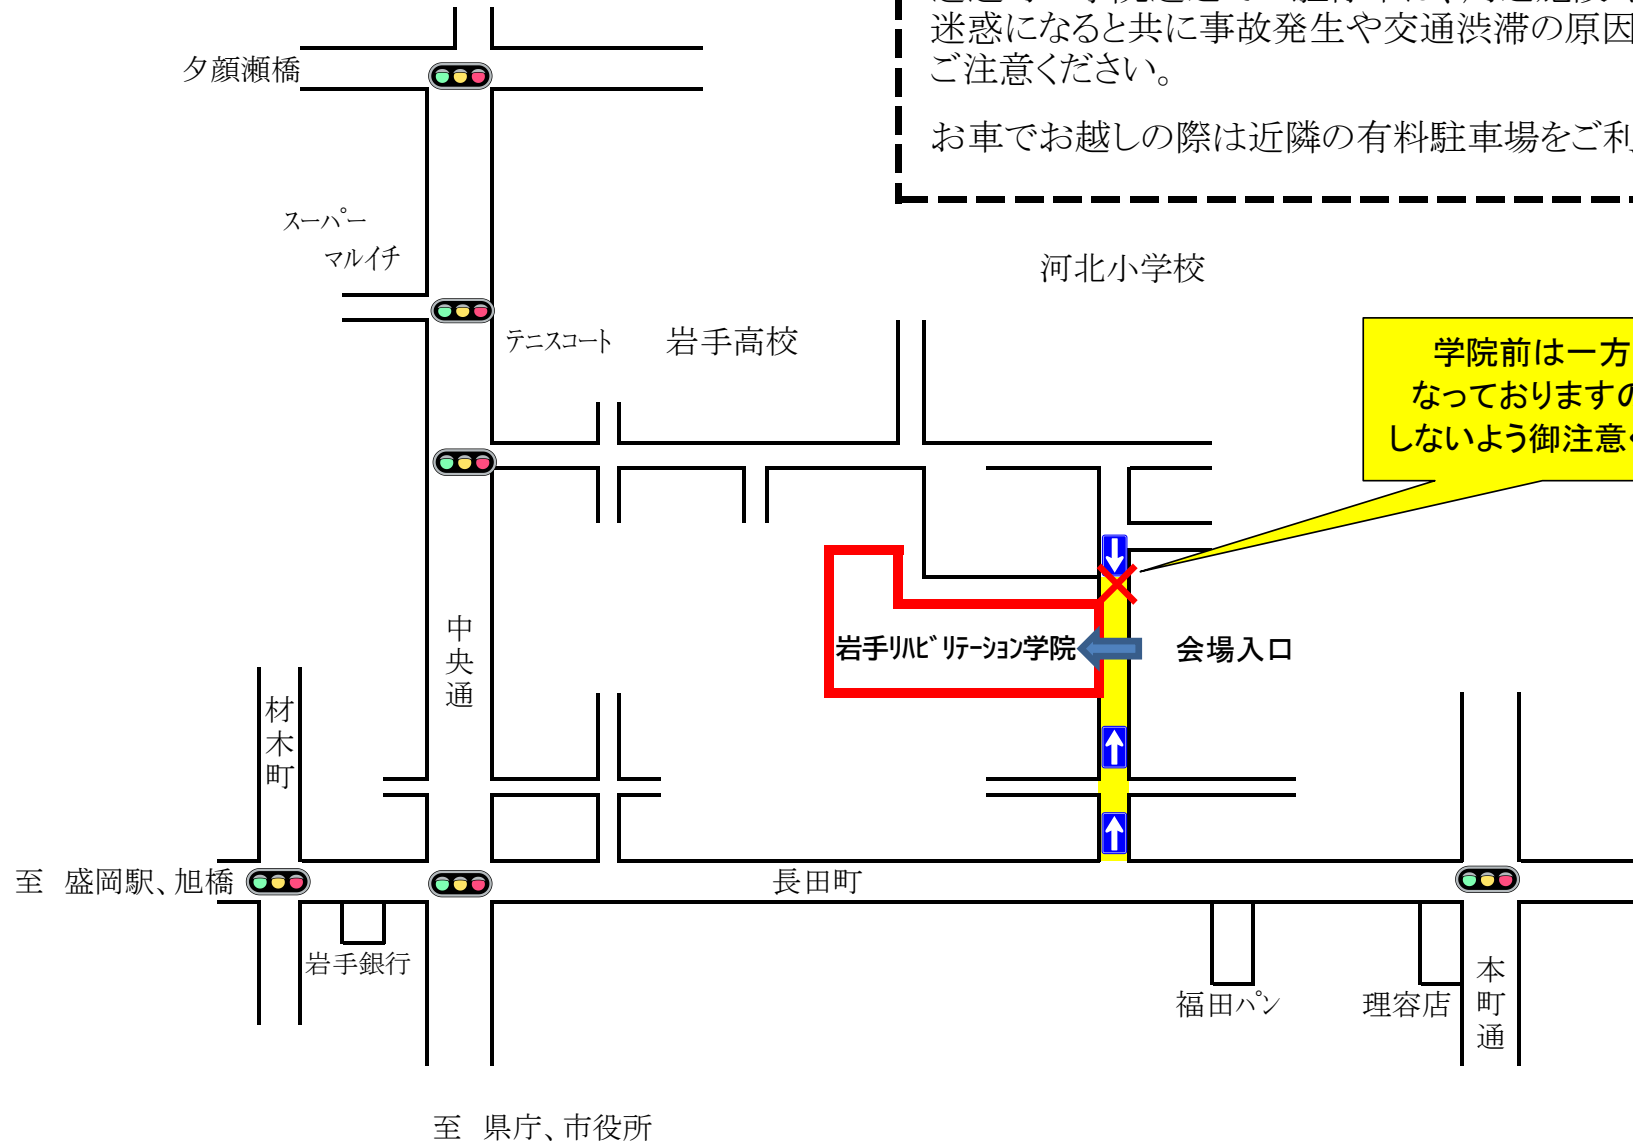 迷惑になると共に事故発生や交通渋滞の原因
ご注意ください。
お車でお越しの際は近隣の有料駐車場をご利
夕顔瀬橋
スーパー
マルイチ
河北小学校
テニスコート
岩手高校
学院前は一方
なっておりますの
しないよう御注意
中央通
岩手リハビリテーション学院
会場入口
材木町
至 盛岡駅、旭橋
長田町
岩手銀行
福田パン
理容店
本町通
至 県庁、市役所